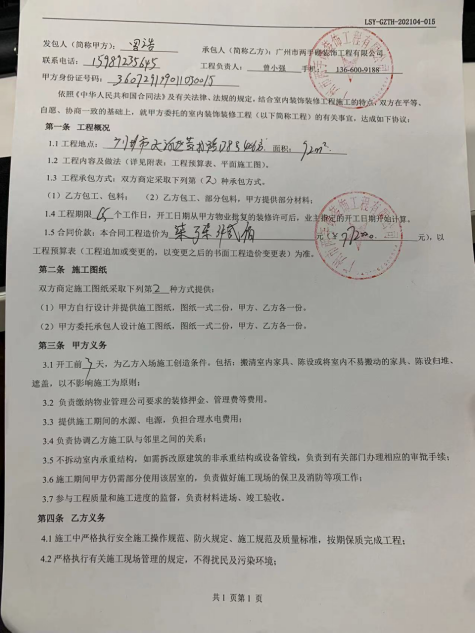 LSY-GZTH-202104-015
发包人（简称甲方）： 承包人（简称乙方）：广州市两手硬装饰工程有限公司
联系电话：15989235645 工程负责人：曾小强 手机：136-600-9188
甲方身份证号码：
依照《中华人民共和国合同法》及有关法律、法规的规定，结合室内装饰装修工程施工的特点，双方在平等、
自愿、协商一致的基础上，就甲方委托的室内装饰装修工程（以下简称工程）的有关事宜，达成如下协议：
第一条 工程概况
1.1 工程地点：广州市天河 面积：92m²
1.2 工程内容及做法（详见附表：工程预算表、平面施工图）。
1.3 工程承包方式：双方商定采取下列第（2）种承包方式。
（1）乙方包工、包料； （2）乙方包工、部分包料，甲方提供部分材料；
1.4 工程期限 个工作日，开工日期从甲方物业批复的装修许可后，业主指定的开工日期开始计算。
1.5 合同价款：本合同工程造价为 元（¥77200元），以
工程预算表（工程追加或变更的，以变更之后的书面工程造价变更表）为准。
第二条 施工图纸
双方商定施工图纸采取下列第2种方式提供：
（1）甲方自行设计并提供施工图纸，图纸一式二份，甲方、乙方各一份。
（2）甲方委托承包人设计施工图纸，图纸一式二份，甲方、乙方各一份。
第三条 甲方义务
3.1 开工前3天，为乙方入场施工创造条件。包括：搬清室内家具、陈设或将室内不易搬动的家具、陈设归堆、
遮盖，以不影响施工为原则；
3.2 负责缴纳物业管理公司要求的装修押金、管理费等费用。
3.3 提供施工期间的水源、电源，负担合理水电费用；
3.4 负责协调乙方施工队与邻里之间的关系；
3.5 不拆动室内承重结构，如需拆改原建筑的非承重结构或设备管线，负责到有关部门办理相应的审批手续；
3.6 施工期间甲方仍需部分使用该居室的，负责做好施工现场的保卫及消防等项工作；
3.7 参与工程质量和施工进度的监督，负责材料进场、竣工验收。
第四条 乙方义务
4.1 施工中严格执行安全施工操作规范、防火规定、施工规范及质量标准，按期保质完成工程；
4.2 严格执行有关施工现场管理的规定，不得扰民及污染环境；
共 1 页第 1 页